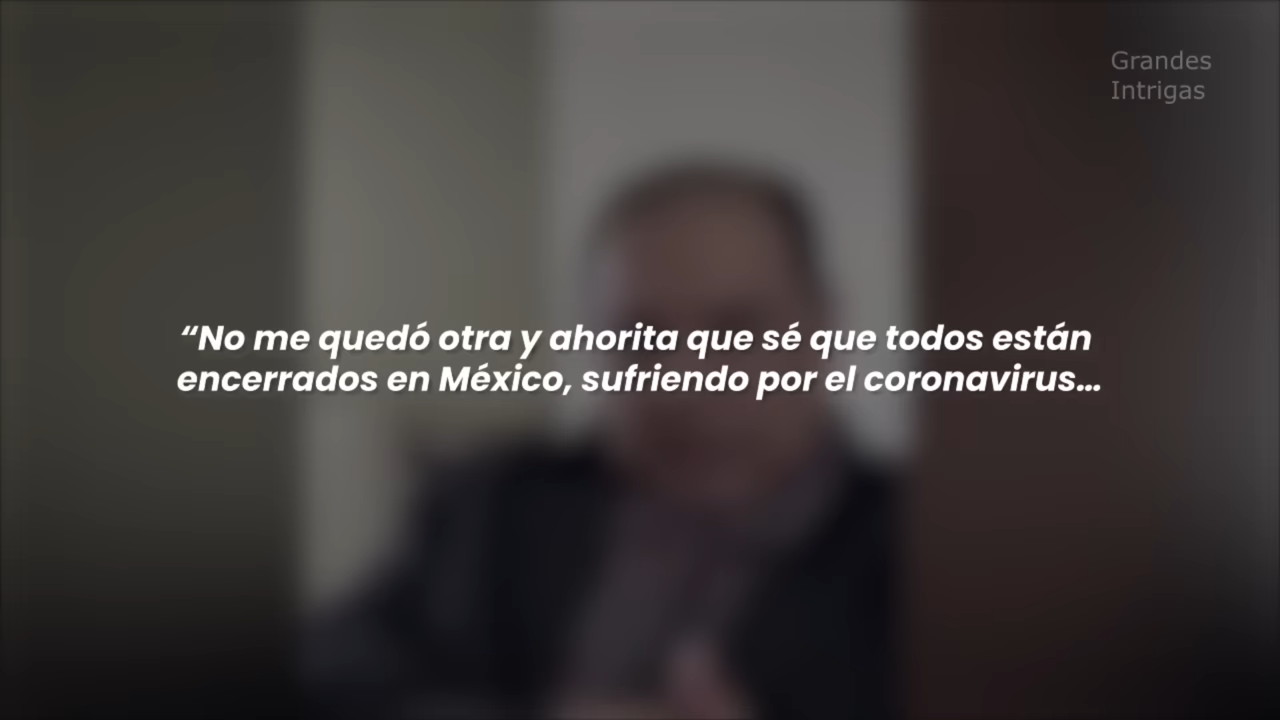 Grandes
Intrigas
“No me quedó otra y ahorita que sé que todos están
encerrados en México, sufriendo por el coronavirus…